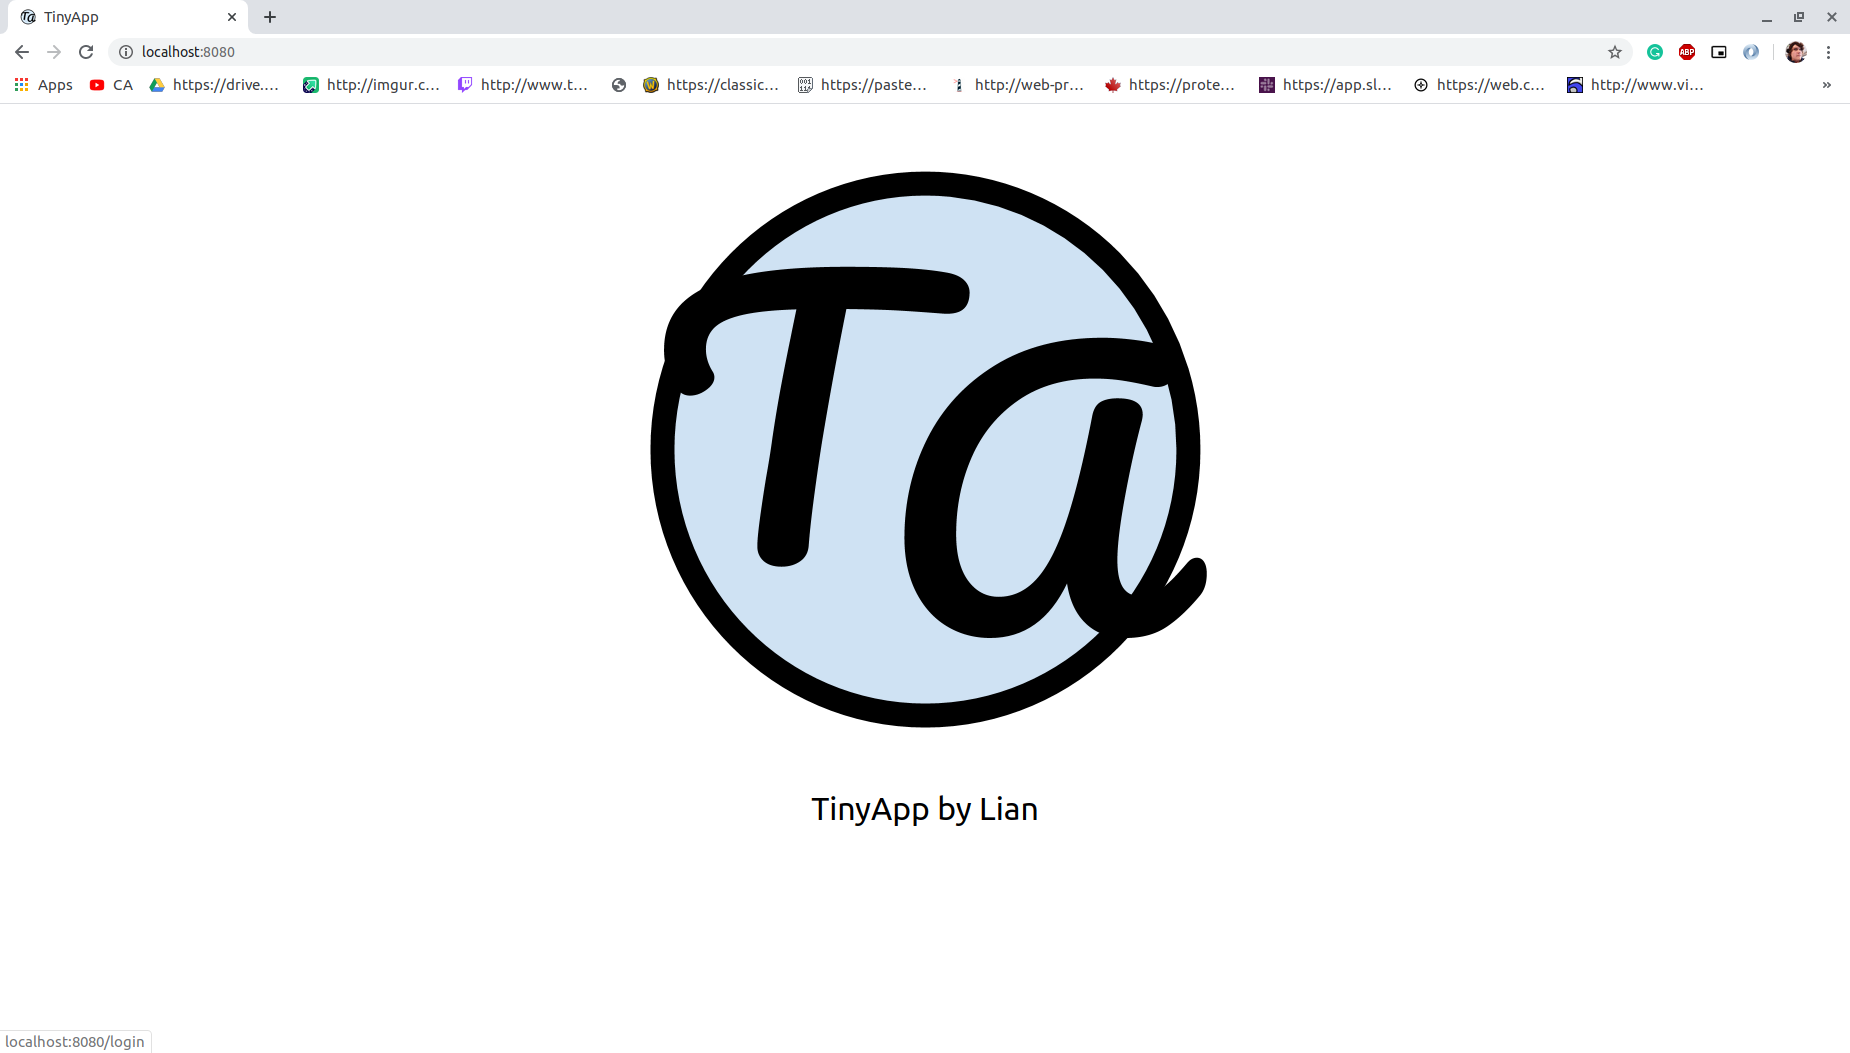 TinyApp
localhost:8080
Apps CA https://drive.… http://imgur.c… http://www.t… https://classic… https://paste… http://web-pr… https://prote… https://app.sl… https://web.c… http://www.vi… »
Ta
TinyApp by Lian
localhost:8080/login